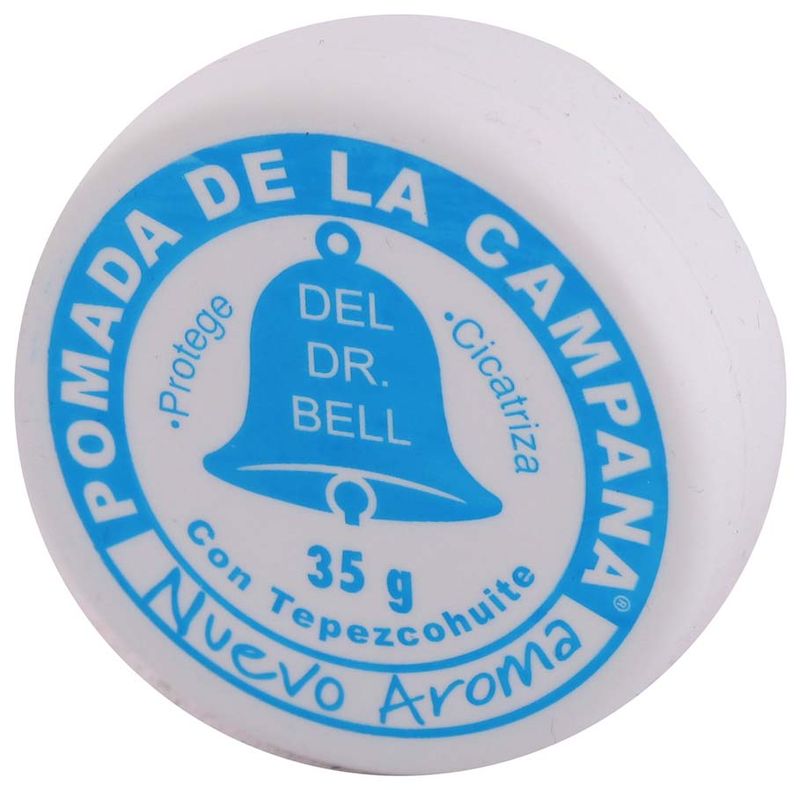 POMADA DE LA CAMPANA®
·Protege
DEL
DR.
BELL
·Cicatriza
35 g
Con Tepezcohuite
Nuevo Aroma